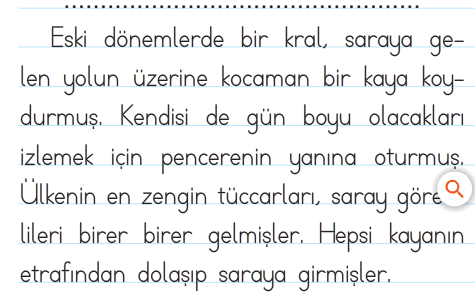 Eski dönemlerde bir kral, saraya ge-
len yolun üzerine kocaman bir kaya koy-
durmuş. Kendisi de gün boyu olacakları
izlemek için pencerenin yanına oturmuş.
Ülkenin en zengin tüccarları, saray
lileri birer birer gelmişler. Hepsi kayanın
etrafından dolaşıp saraya girmişler.